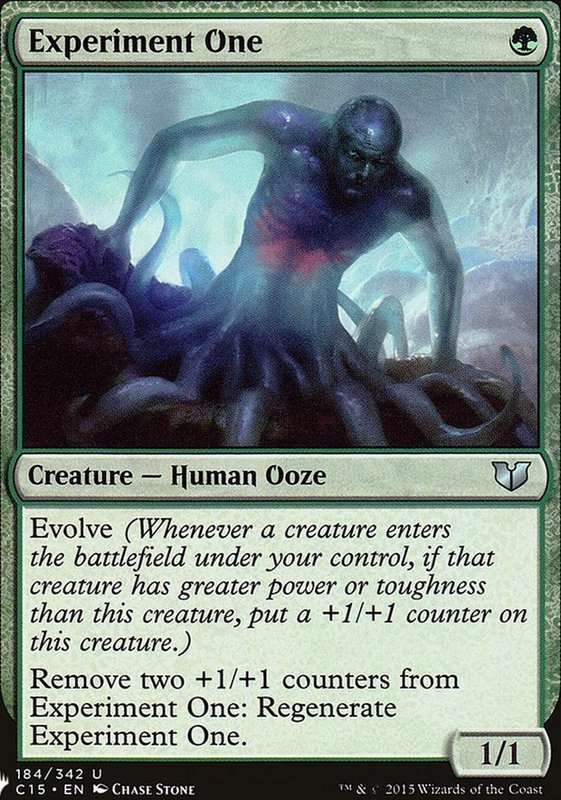 Experiment One
Creature — Human Ooze
Evolve (Whenever a creature enters
the battlefield under your control, if that
creature has greater power or toughness
than this creature, put a +1/+1 counter on
this creature.)
Remove two +1/+1 counters from
Experiment One: Regenerate
Experiment One.
1/1
184/342 U
C15 • EN Chase Stone
™ & © 2015 Wizards of the Coast